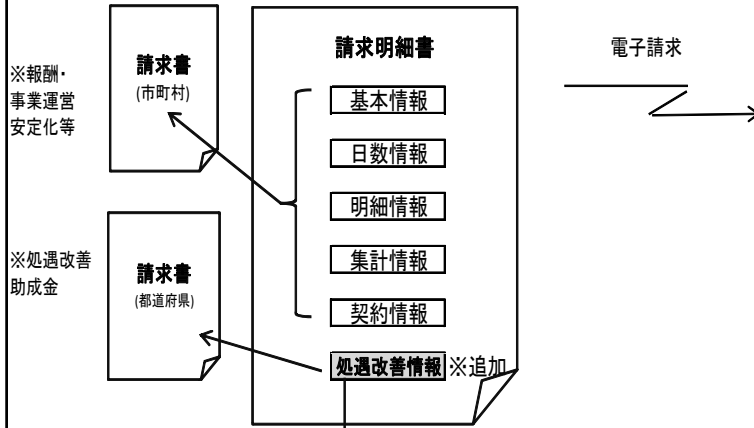 ※報酬・
事業運営
安定化等
請求書
(市町村)
※処遇改善
助成金
請求書
(都道府県)
請求明細書
基本情報
日数情報
明細情報
集計情報
契約情報
処遇改善情報 ※追加
電子請求